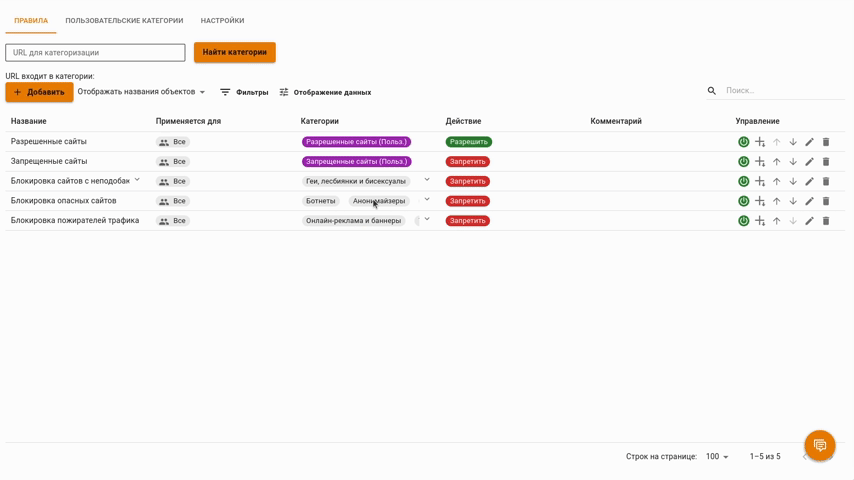 ПРАВИЛА ПОЛЬЗОВАТЕЛЬСКИЕ КАТЕГОРИИ НАСТРОЙКИ
URL для категоризации Найти категории
URL входит в категории:
Добавить Отображать названия объектов Фильтры Отображение данных Поиск...
Название Применяется для Категории Действие Комментарий Управление
Разрешенные сайты Все Разрешенные сайты (Польз.) Разрешить
Запрещенные сайты Все Запрещенные сайты (Польз.) Запретить
Блокировка сайтов с неподобак Все Геи, лесбиянки и бисексуалы Запретить
Блокировка опасных сайтов Все Ботнеты Анонимайзеры Запретить
Блокировка пожирателей трафика Все Онлайн-реклама и баннеры Запретить
Строк на странице: 100 1–5 из 5